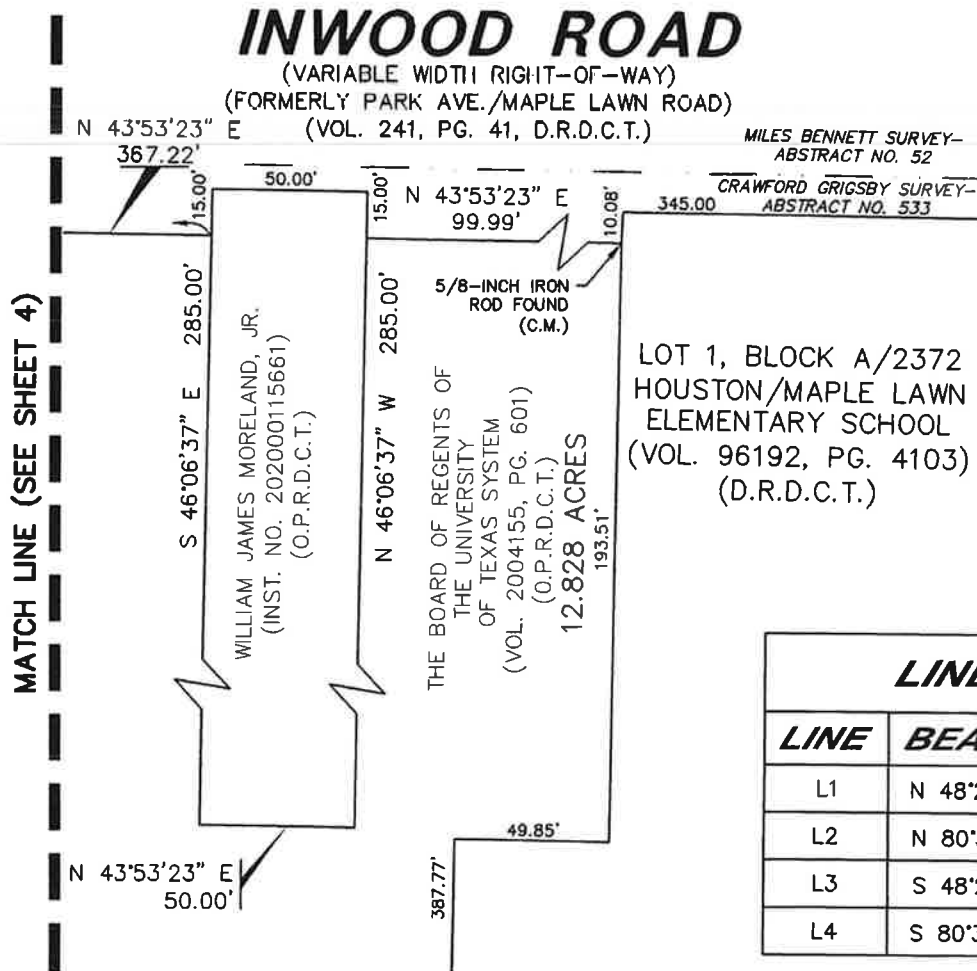 INWOOD ROAD
(VARIABLE WIDTH RIGHT-OF-WAY)
(FORMERLY PARK AVE./MAPLE LAWN ROAD)
(VOL. 241, PG. 41, D.R.D.C.T.)
N 43°53'23" E
367.22'
MILES BENNETT SURVEY-
ABSTRACT NO. 52
CRAWFORD GRIGSBY SURVEY-
ABSTRACT NO. 533
15.00'
50.00'
15.00'
N 43°53'23" E
99.99'
10.08'
345.00
5/8-INCH IRON
ROD FOUND
(C.M.)
MATCH LINE (SEE SHEET 4)
S 46°06'37" E 285.00'
WILLIAM JAMES MORELAND, JR.
(INST. NO. 202000115661)
(O.P.R.D.C.T.)
N 46°06'37" W 285.00'
THE BOARD OF REGENTS OF
THE UNIVERSITY
OF TEXAS SYSTEM
(VOL. 2004155, PG. 601)
(O.P.R.D.C.T.)
12.828 ACRES
193.51'
LOT 1, BLOCK A/2372
HOUSTON/MAPLE LAWN
ELEMENTARY SCHOOL
(VOL. 96192, PG. 4103)
(D.R.D.C.T.)
49.85'
387.77'
N 43°53'23" E
50.00'
LINE
LINE BEA
L1 N 48°2
L2 N 80°
L3 S 48°2
L4 S 80°3